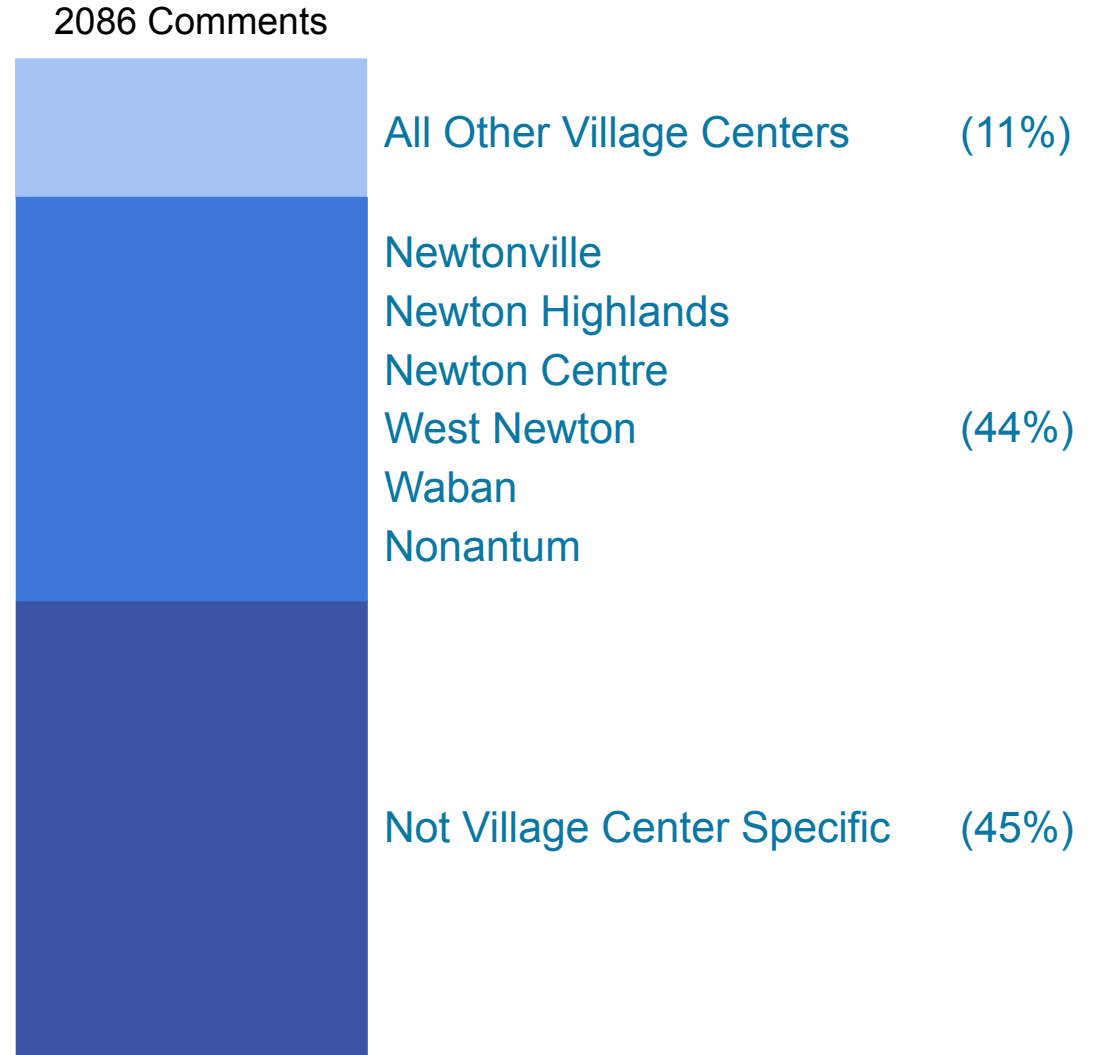 2086 Comments
All Other Village Centers (11%)
Newtonville
Newton Highlands
Newton Centre
West Newton (44%)
Waban
Nonantum
Not Village Center Specific (45%)